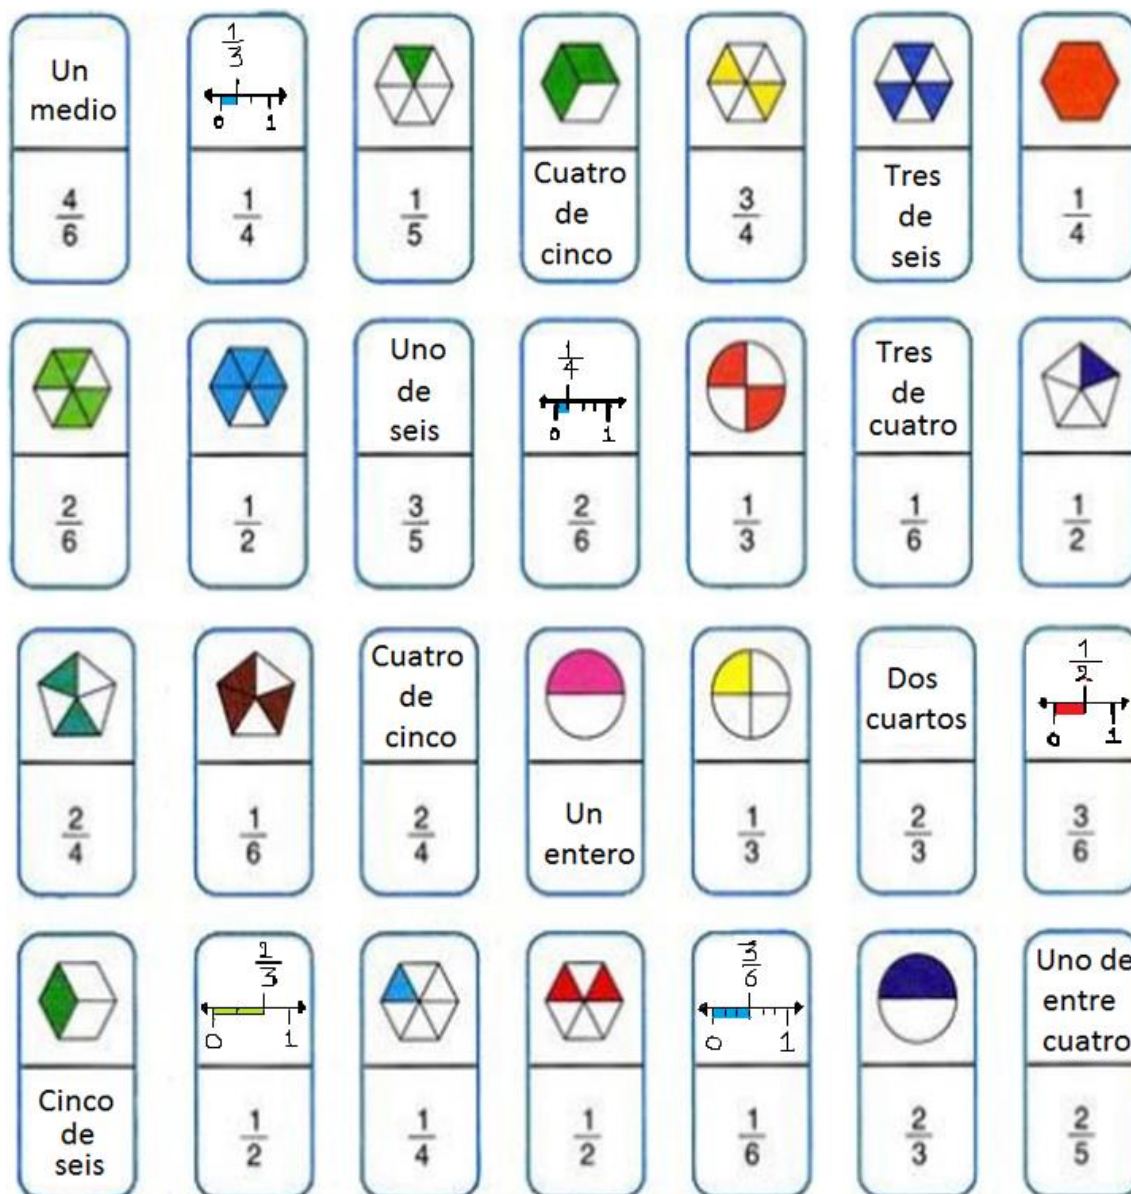 Un
medio
4/6
1/3
0 1
1/4
1/5
Cuatro
de
cinco
3/4
Tres
de
seis
1/4
2/6
1/2
Uno
de
seis
3/5
1/4
0 1
2/6
1/3
Tres
de
cuatro
1/6
1/2
2/4
1/6
Cuatro
de
cinco
2/4
Un
entero
1/3
Dos
cuartos
2/3
1/2
0 1
3/6
Cinco
de
seis
2/3
0 1
1/2
1/4
1/2
3/6
0 1
1/6
2/3
Uno de
entre
cuatro
2/5